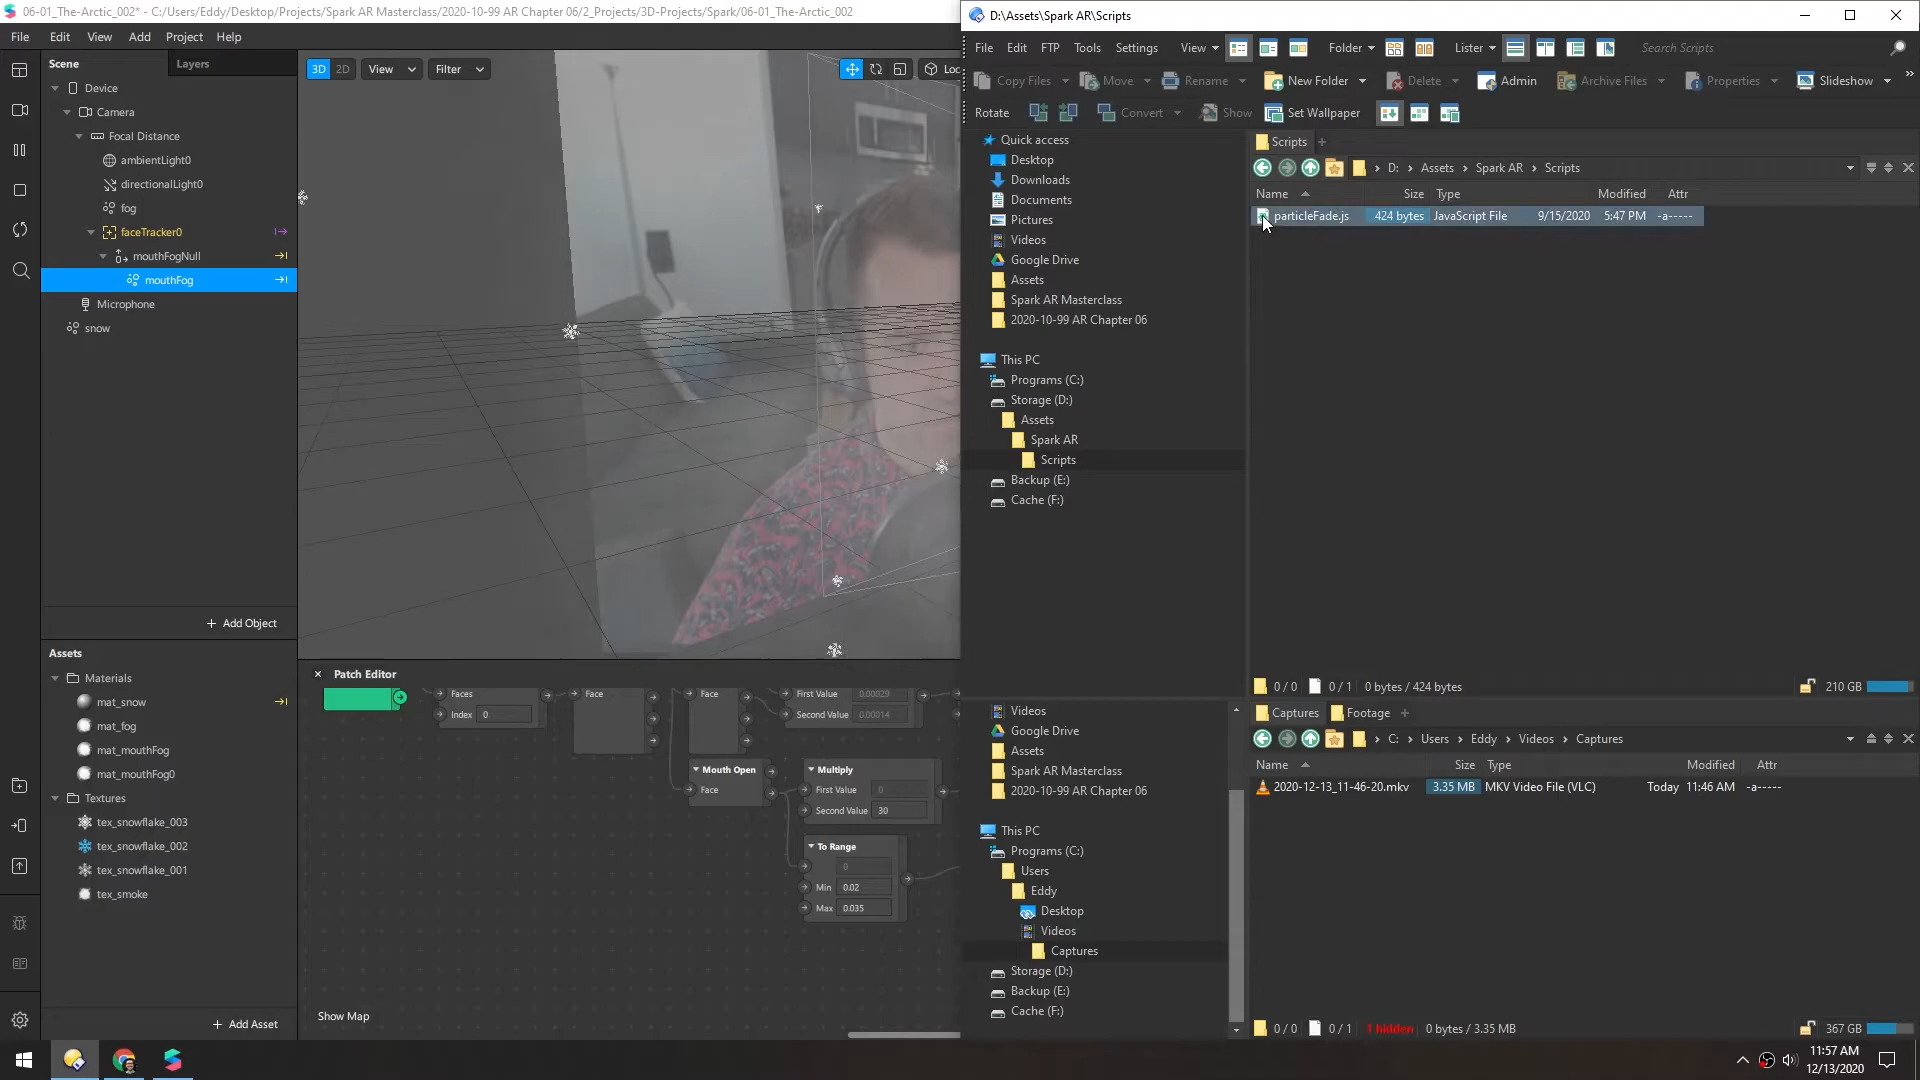 06-01_The-Arctic_002* - C:/Users/Eddy/Desktop/Projects/Spark AR Masterclass/2020-10-99 AR Chapter 06/2_Projects/3D-Projects/Spark/06-01_The-Arctic_002
File Edit View Add Project Help
Scene Layers
Device
Camera
Focal Distance
ambientLight0
directionalLight0
fog
faceTracker0
mouthFogNull
mouthFog
Microphone
snow
+ Add Object
Assets
Materials
mat_snow
mat_fog
mat_mouthFog
mat_mouthFog0
Textures
tex_snowflake_003
tex_snowflake_002
tex_snowflake_001
tex_smoke
+ Add Asset
3D 2D View Filter Loc
Patch Editor
Faces
Index 0
Face
Face
First Value 0.00029
Second Value 0.00014
Mouth Open
Face
Multiply
First Value 0
Second Value 30
To Range
0
Min 0.02
Max 0.035
Show Map
D:\Assets\Spark AR\Scripts
File Edit FTP Tools Settings View Folder Lister Search Scripts
Copy Files Move Rename New Folder Delete Admin Archive Files Properties Slideshow
Rotate Convert Show Set Wallpaper
Quick access
Desktop
Downloads
Documents
Pictures
Videos
Google Drive
Assets
Spark AR Masterclass
2020-10-99 AR Chapter 06
This PC
Programs (C:)
Storage (D:)
Assets
Spark AR
Scripts
Backup (E:)
Cache (F:)
Scripts +
D: › Assets › Spark AR › Scripts
Name Size Type Modified Attr
particleFade.js 424 bytes JavaScript File 9/15/2020 5:47 PM -a-----
0 / 0 0 / 1 0 bytes / 424 bytes 210 GB
Videos
Google Drive
Assets
Spark AR Masterclass
2020-10-99 AR Chapter 06
This PC
Programs (C:)
Users
Eddy
Desktop
Videos
Captures
Storage (D:)
Backup (E:)
Cache (F:)
Captures Footage +
C: › Users › Eddy › Videos › Captures
Name Size Type Modified Attr
2020-12-13_11-46-20.mkv 3.35 MB MKV Video File (VLC) Today 11:46 AM -a-----
0 / 0 0 / 1 1 hidden 0 bytes / 3.35 MB 367 GB
11:57 AM
12/13/2020